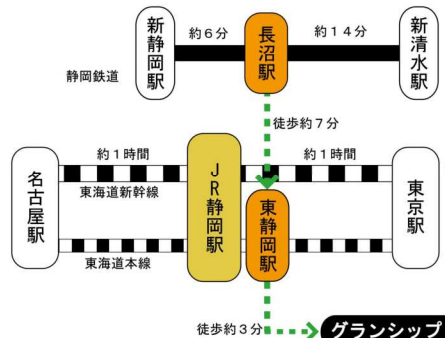 新静岡駅
約６分
長沼駅
約１４分
新清水駅
静岡鉄道
徒歩約７分
名古屋駅
約１時間
東海道新幹線
JR静岡駅
約１時間
東静岡駅
東京駅
東海道本線
徒歩約３分
グランシップ